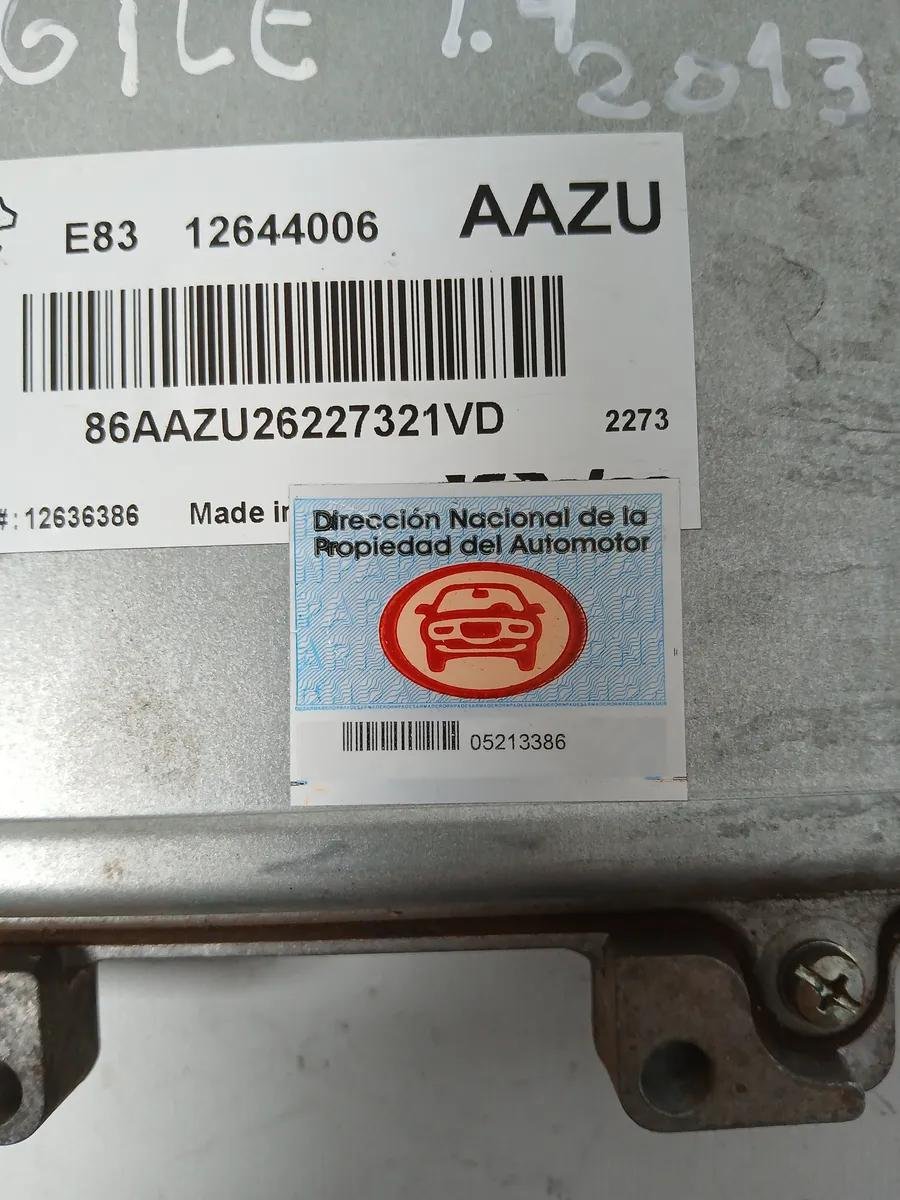 GILE 1.4
2013
E83 12644006 AAZU
86AAZU26227321VD 2273
#:12636386 Made in
Dirección Nacional de la
Propiedad del Automotor
05213386